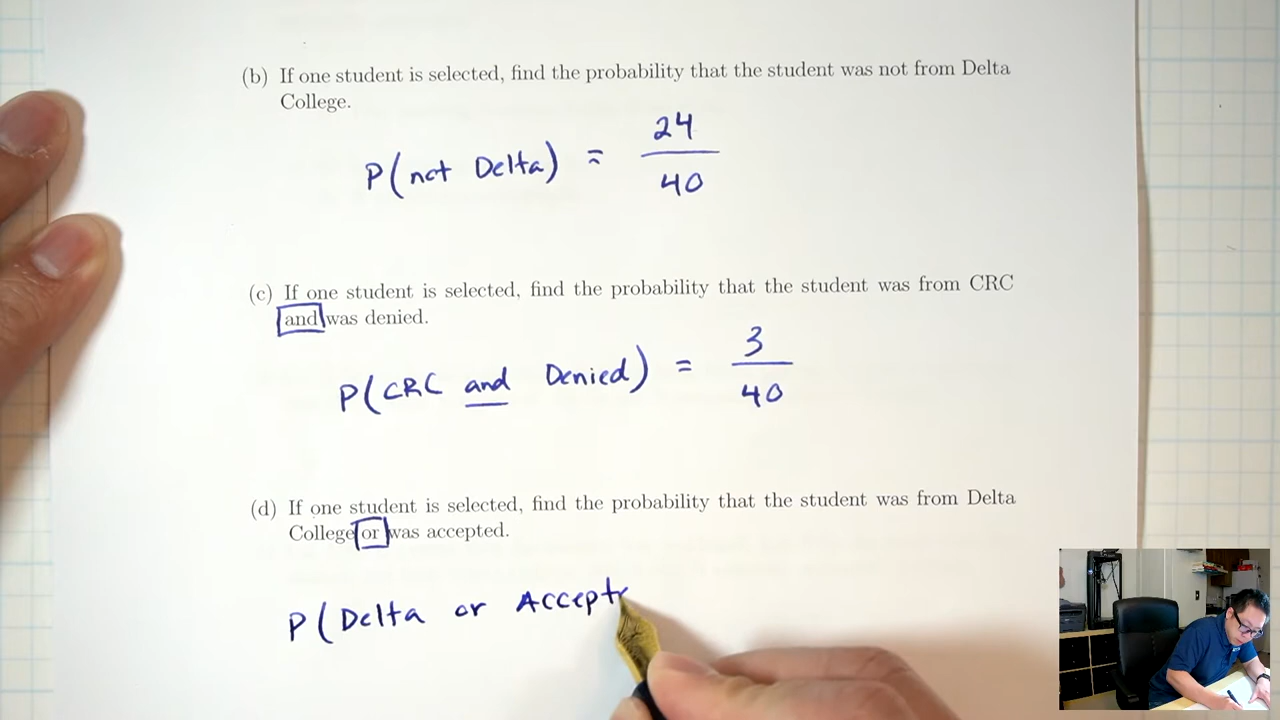 (b) If one student is selected, find the probability that the student was not from Delta
College.
P(not Delta) = 24/40
(c) If one student is selected, find the probability that the student was from CRC
and was denied.
P(CRC and Denied) = 3/40
(d) If one student is selected, find the probability that the student was from Delta
College or was accepted.
P(Delta or Accept